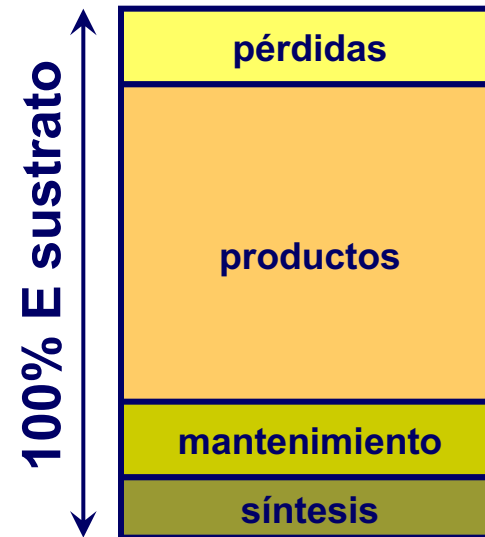 100% E sustrato
pérdidas
productos
mantenimiento
síntesis